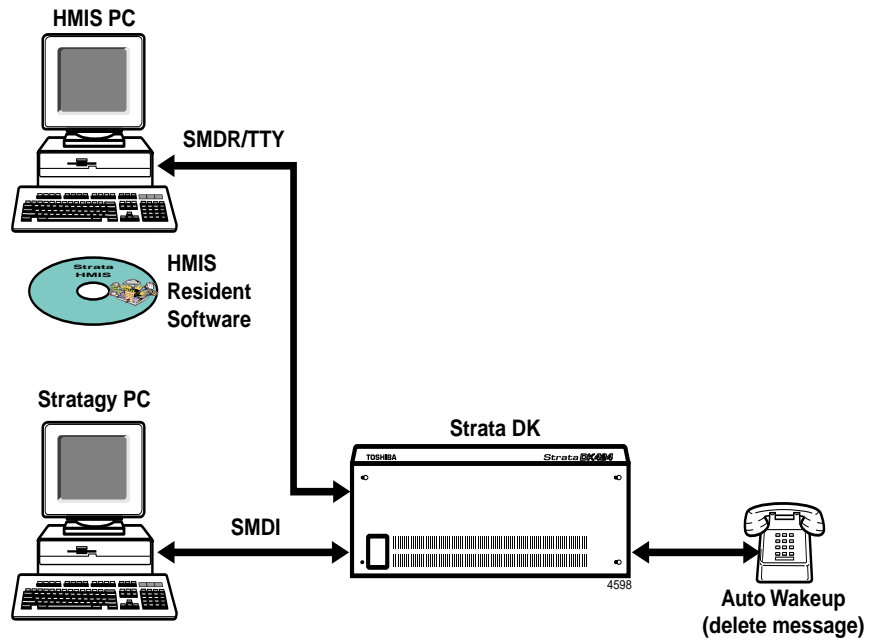 HMIS PC
SMDR/TTY
Strata
HMIS
HMIS
Resident
Software
Stratagy PC
Strata DK
TOSHIBA
Strata DK424
SMDI
4598
Auto Wakeup
(delete message)